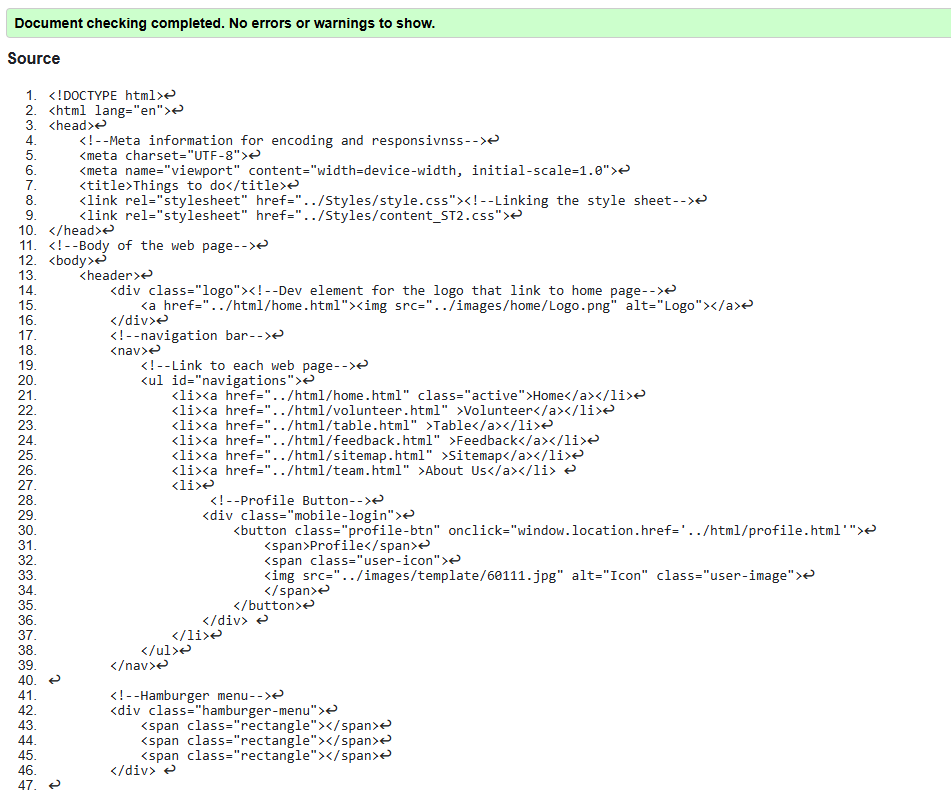 Document checking completed. No errors or warnings to show.
Source
1. <!DOCTYPE html>↩
2. <html lang="en">↩
3. <head>↩
4.     <!--Meta information for encoding and responsivnss-->↩
5.     <meta charset="UTF-8">↩
6.     <meta name="viewport" content="width=device-width, initial-scale=1.0">↩
7.     <title>Things to do</title>↩
8.     <link rel="stylesheet" href="../Styles/style.css"><!--Linking the style sheet-->↩
9.     <link rel="stylesheet" href="../Styles/content_ST2.css">↩
10. </head>↩
11. <!--Body of the web page-->↩
12. <body>↩
13.     <header>↩
14.         <div class="logo"><!--Dev element for the logo that link to home page-->↩
15.             <a href="../html/home.html"><img src="../images/home/Logo.png" alt="Logo"></a>↩
16.         </div>↩
17.         <!--navigation bar-->↩
18.         <nav>↩
19.             <!--Link to each web page-->↩
20.             <ul id="navigations">↩
21.                 <li><a href="../html/home.html" class="active">Home</a></li>↩
22.                 <li><a href="../html/volunteer.html" >Volunteer</a></li>↩
23.                 <li><a href="../html/table.html" >Table</a></li>↩
24.                 <li><a href="../html/feedback.html" >Feedback</a></li>↩
25.                 <li><a href="../html/sitemap.html" >Sitemap</a></li>↩
26.                 <li><a href="../html/team.html" >About Us</a></li> ↩
27.                 <li>↩
28.                      <!--Profile Button-->↩
29.                     <div class="mobile-login">↩
30.                         <button class="profile-btn" onclick="window.location.href='../html/profile.html'">↩
31.                             <span>Profile</span>↩
32.                             <span class="user-icon">↩
33.                             <img src="../images/template/60111.jpg" alt="Icon" class="user-image">↩
34.                             </span>↩
35.                         </button>↩
36.                     </div> ↩
37.                 </li>↩
38.             </ul>↩
39.         </nav>↩
40. ↩
41.         <!--Hamburger menu-->↩
42.         <div class="hamburger-menu">↩
43.             <span class="rectangle"></span>↩
44.             <span class="rectangle"></span>↩
45.             <span class="rectangle"></span>↩
46.         </div> ↩
47. ↩